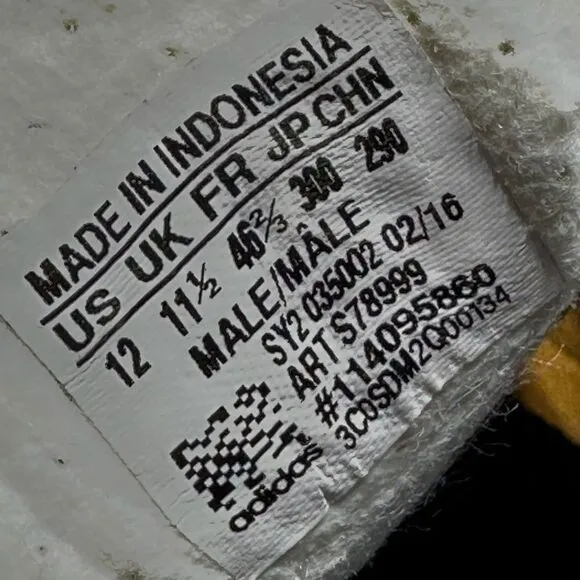 MADE IN INDONESIA
US UK FR JP CHN
12 11½ 46⅔ 300 290
MALE/MÂLE
SY2 035002 02/16
ART S78999
#114095860
3C0SDM2Q00134
adidas